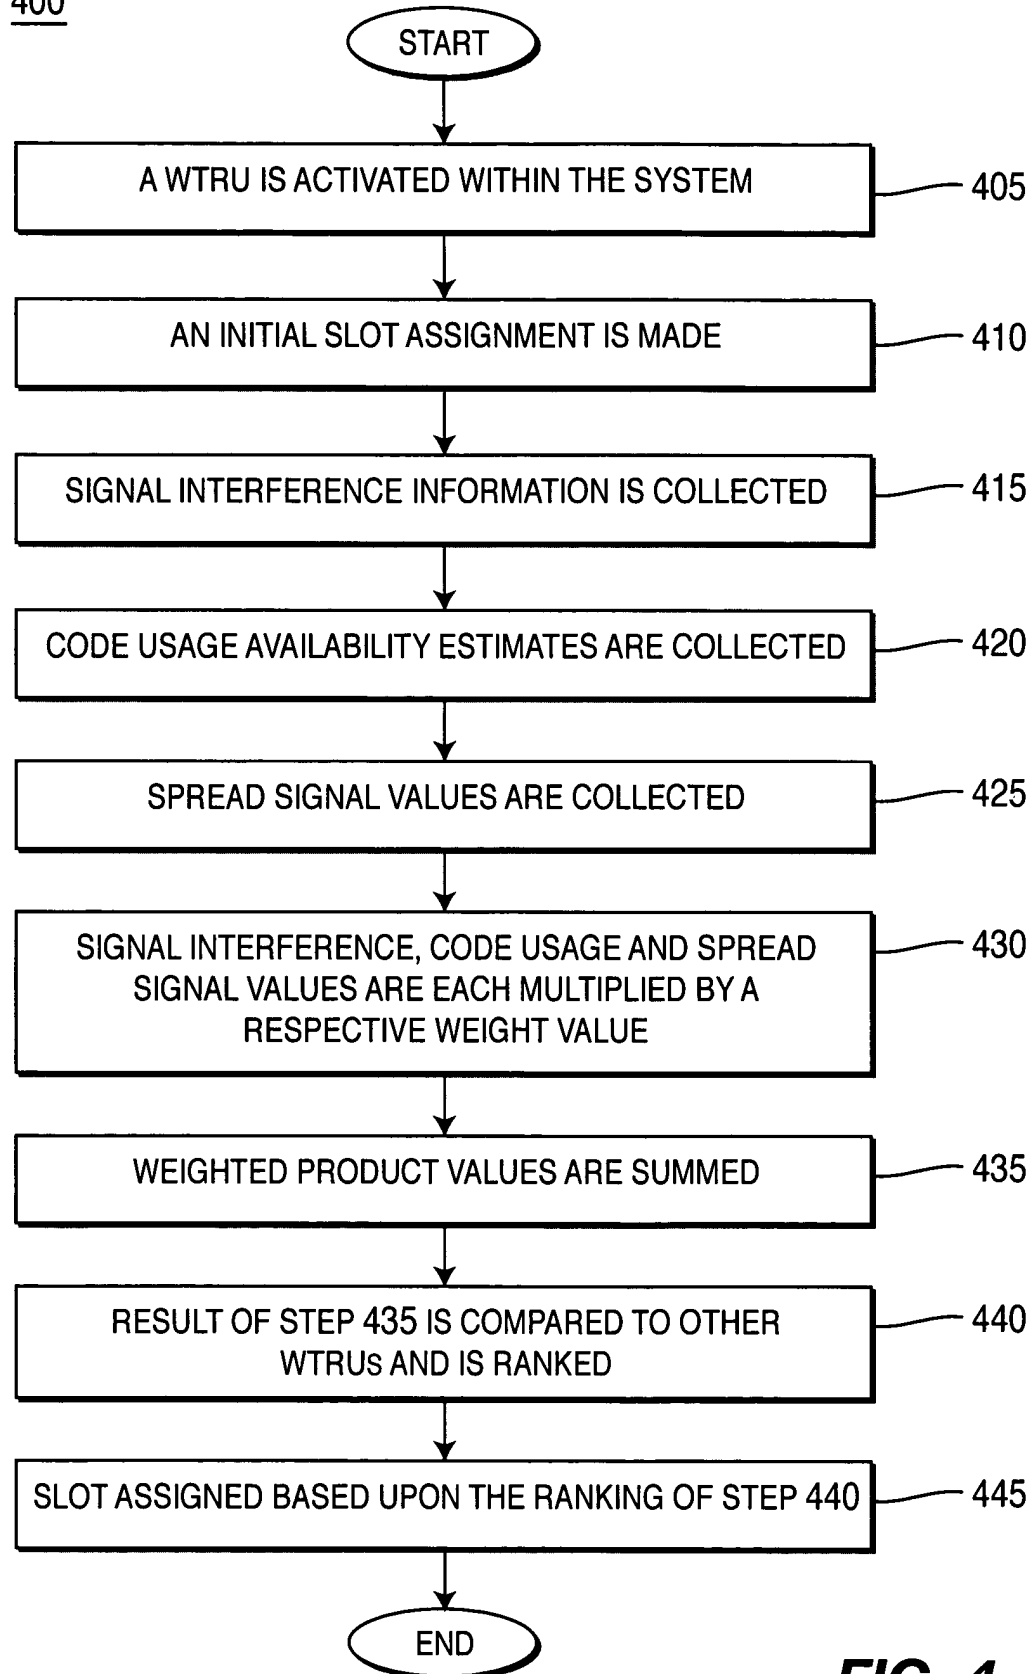 400
START
A WTRU IS ACTIVATED WITHIN THE SYSTEM
405
AN INITIAL SLOT ASSIGNMENT IS MADE
410
SIGNAL INTERFERENCE INFORMATION IS COLLECTED
415
CODE USAGE AVAILABILITY ESTIMATES ARE COLLECTED
420
SPREAD SIGNAL VALUES ARE COLLECTED
425
SIGNAL INTERFERENCE, CODE USAGE AND SPREAD
SIGNAL VALUES ARE EACH MULTIPLIED BY A
RESPECTIVE WEIGHT VALUE
430
WEIGHTED PRODUCT VALUES ARE SUMMED
435
RESULT OF STEP 435 IS COMPARED TO OTHER
WTRUs AND IS RANKED
440
SLOT ASSIGNED BASED UPON THE RANKING OF STEP 440
445
END
FIG. 4